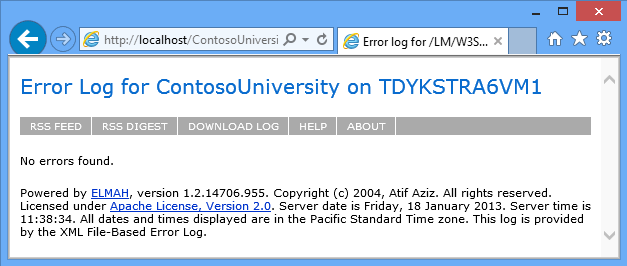 http://localhost/ContosoUniversi
Error log for /LM/W3S...
Error Log for ContosoUniversity on TDYKSTRA6VM1
RSS FEED RSS DIGEST DOWNLOAD LOG HELP ABOUT
No errors found.
Powered by ELMAH, version 1.2.14706.955. Copyright (c) 2004, Atif Aziz. All rights reserved.
Licensed under Apache License, Version 2.0. Server date is Friday, 18 January 2013. Server time is
11:38:34. All dates and times displayed are in the Pacific Standard Time zone. This log is provided
by the XML File-Based Error Log.